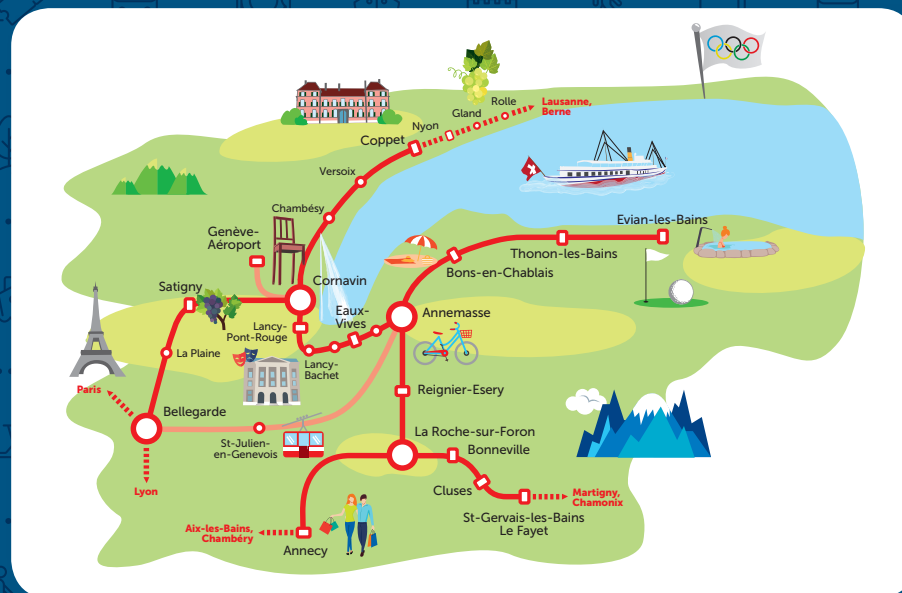 Rolle
Gland
Nyon
Lausanne,
Berne
Coppet
Versoix
Chambésy
Genève-
Aéroport
Cornavin
Evian-les-Bains
Thonon-les-Bains
Bons-en-Chablais
Satigny
Eaux-
Vives
Annemasse
Lancy-
Pont-Rouge
La Plaine
Lancy-
Bachet
Paris
Reignier-Esery
Bellegarde
La Roche-sur-Foron
Bonneville
St-Julien-
en-Genevois
Lyon
Cluses
Martigny,
Chamonix
St-Gervais-les-Bains
Le Fayet
Aix-les-Bains,
Chambéry
Annecy